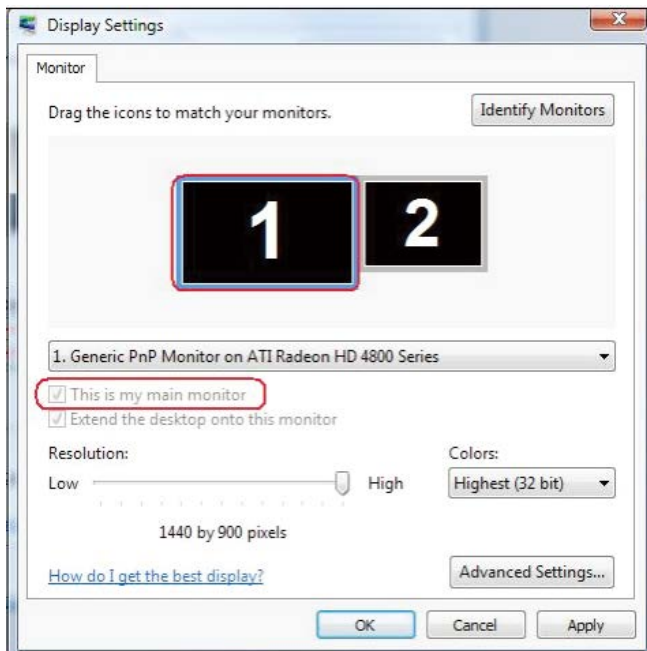 Display Settings
Monitor
Drag the icons to match your monitors.
Identify Monitors
1
2
1. Generic PnP Monitor on ATI Radeon HD 4800 Series
This is my main monitor
Extend the desktop onto this monitor
Resolution:
Colors:
Low
High
Highest (32 bit)
1440 by 900 pixels
How do I get the best display?
Advanced Settings...
OK
Cancel
Apply